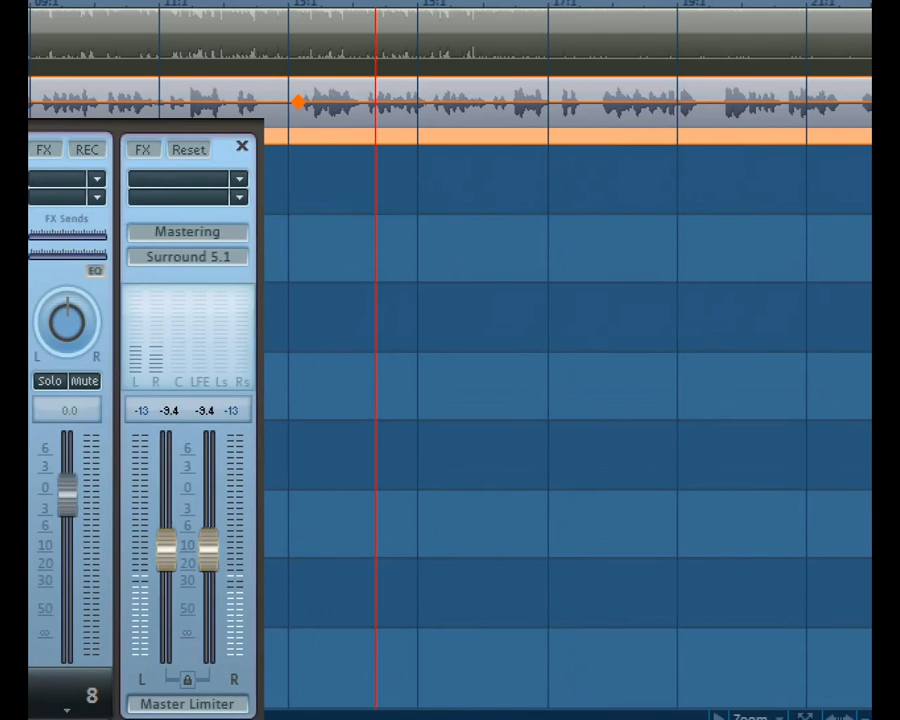 09:1 11:1 13:1 15:1 17:1 19:1 21:1
FX REC FX Reset X
FX Sends
Mastering
EQ
Surround 5.1
L R
L R C LFE Ls Rs
Solo Mute
0.0 -13 -9.4 -9.4 -13
6 6
3 3
0 0
3 3
6 6
10 10
20 20
30 30
50 50
∞ ∞
L R
8
Master Limiter
Zoom